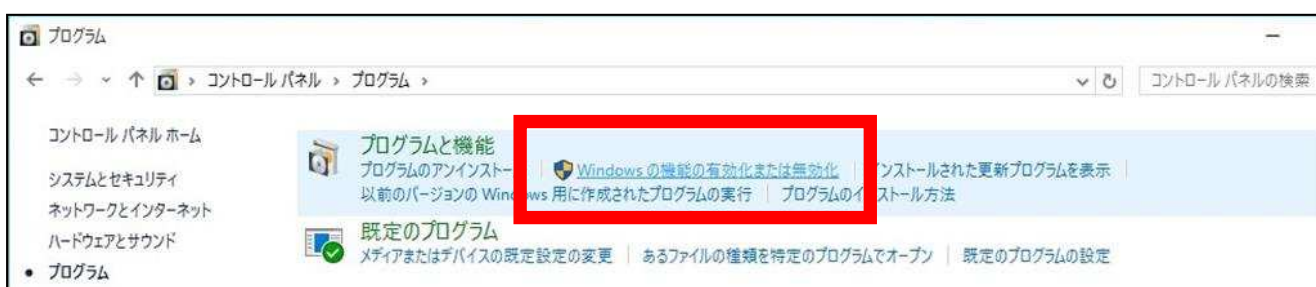 プログラム
コントロール パネル › プログラム ›
コントロール パネルの検索
コントロール パネル ホーム
システムとセキュリティ
ネットワークとインターネット
ハードウェアとサウンド
プログラム
プログラムと機能
プログラムのアンインストー Windows の機能の有効化または無効化 ンストールされた更新プログラムを表示
以前のバージョンの Windows 用に作成されたプログラムの実行 プログラムのインストール方法
既定のプログラム
メディアまたはデバイスの既定設定の変更 あるファイルの種類を特定のプログラムでオープン 既定のプログラムの設定